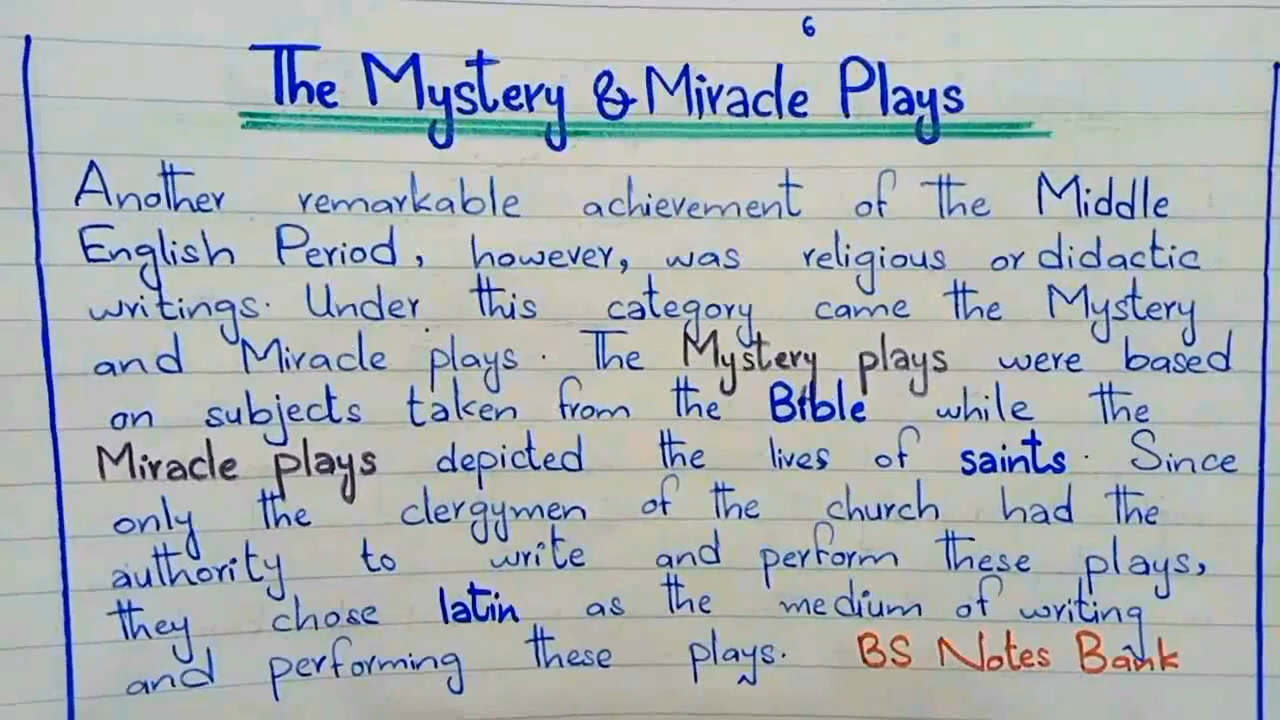 6
The Mystery & Miracle Plays
Another remarkable achievement of the Middle
English Period, however, was religious or didactic
writings. Under this category came the Mystery
and Miracle plays. The Mystery plays were based
on subjects taken from the Bible while the
Miracle plays depicted the lives of saints. Since
only the clergymen of the church had the
authority to write and perform these plays,
they chose latin as the medium of writing
and performing these plays. BS Notes Bank